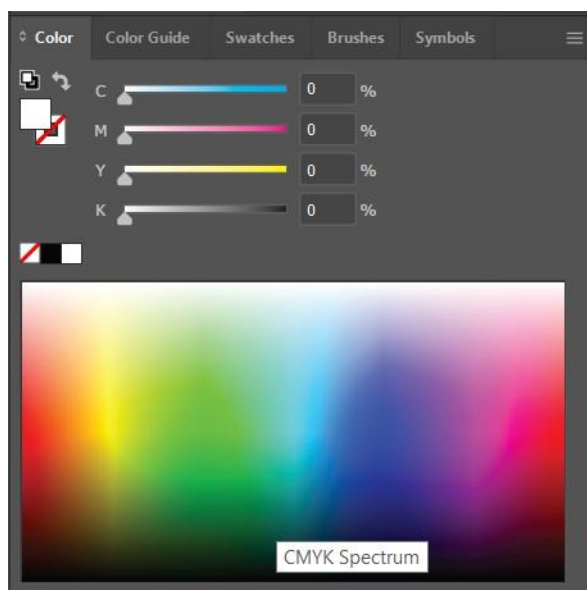 Color Color Guide Swatches Brushes Symbols
C 0 %
M 0 %
Y 0 %
K 0 %
CMYK Spectrum